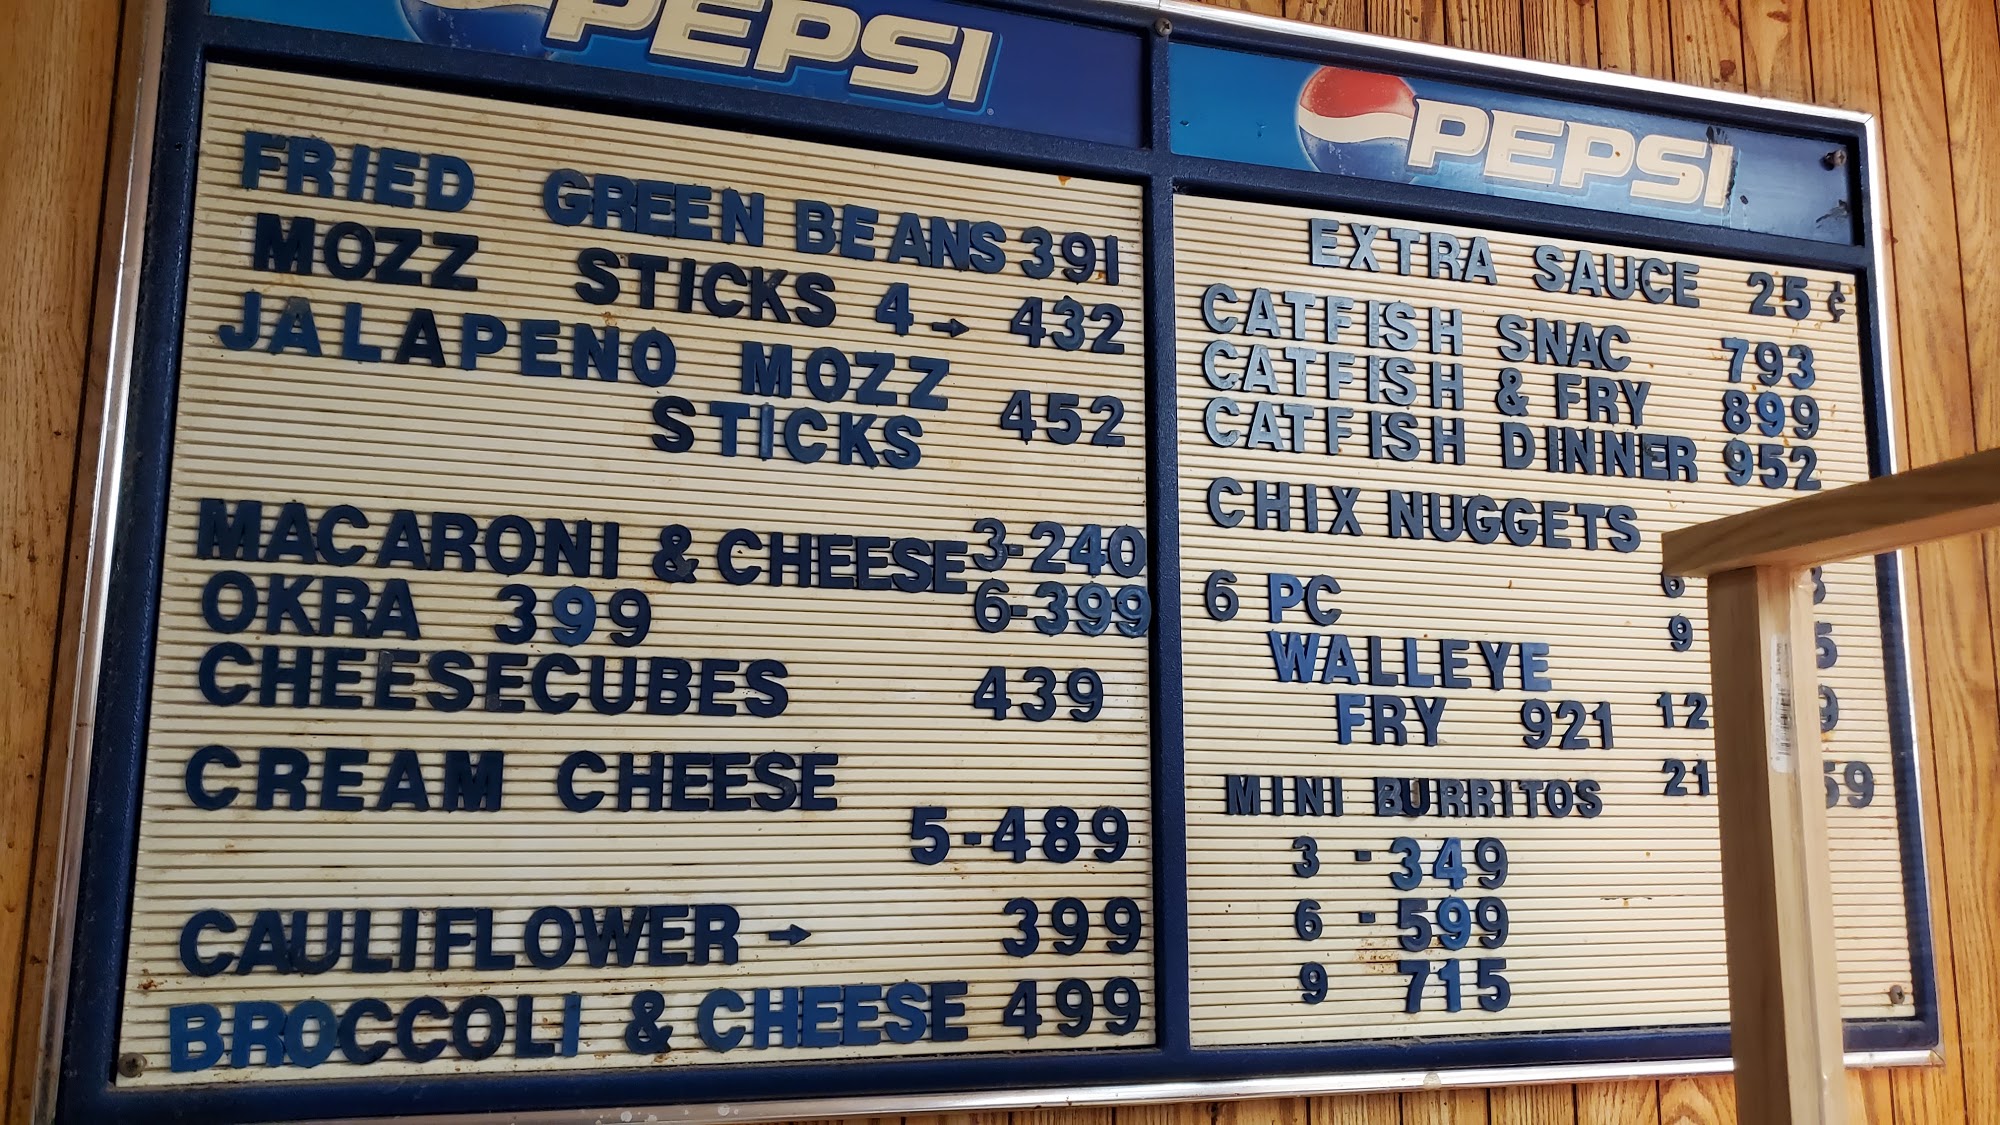 PEPSI
FRIED GREEN BEANS 391
MOZZ STICKS 4 → 432
JALAPENO MOZZ
STICKS 452
MACARONI & CHEESE 3-240
6-399
OKRA 399
CHEESECUBES 439
CREAM CHEESE
5-489
CAULIFLOWER → 399
BROCCOLI & CHEESE 499
PEPSI
EXTRA SAUCE 25¢
CATFISH SNAC 793
CATFISH & FRY 899
CATFISH DINNER 952
CHIX NUGGETS
6
9
12
21
6 PC
WALLEYE
FRY 921
MINI BURRITOS
3 - 349
6 - 599
9 715